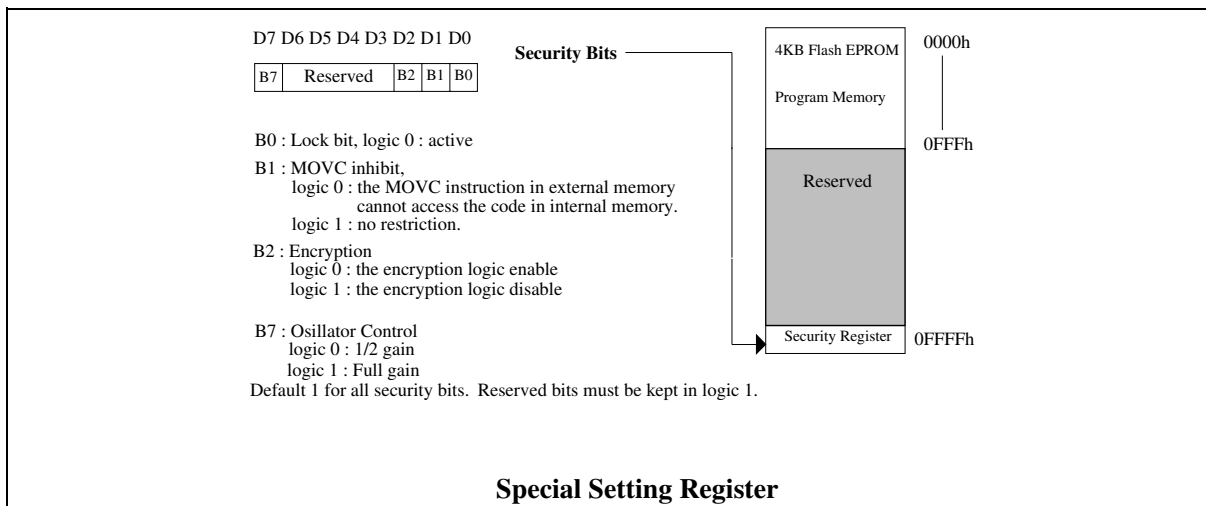 D7 D6 D5 D4 D3 D2 D1 D0
B7 Reserved B2 B1 B0
Security Bits
B0 : Lock bit, logic 0 : active
B1 : MOVC inhibit,
logic 0 : the MOVC instruction in external memory
cannot access the code in internal memory.
logic 1 : no restriction.
B2 : Encryption
logic 0 : the encryption logic enable
logic 1 : the encryption logic disable
B7 : Osillator Control
logic 0 : 1/2 gain
logic 1 : Full gain
Default 1 for all security bits. Reserved bits must be kept in logic 1.
4KB Flash EPROM
Program Memory
0000h
0FFFh
Reserved
Security Register
0FFFFh
Special Setting Register